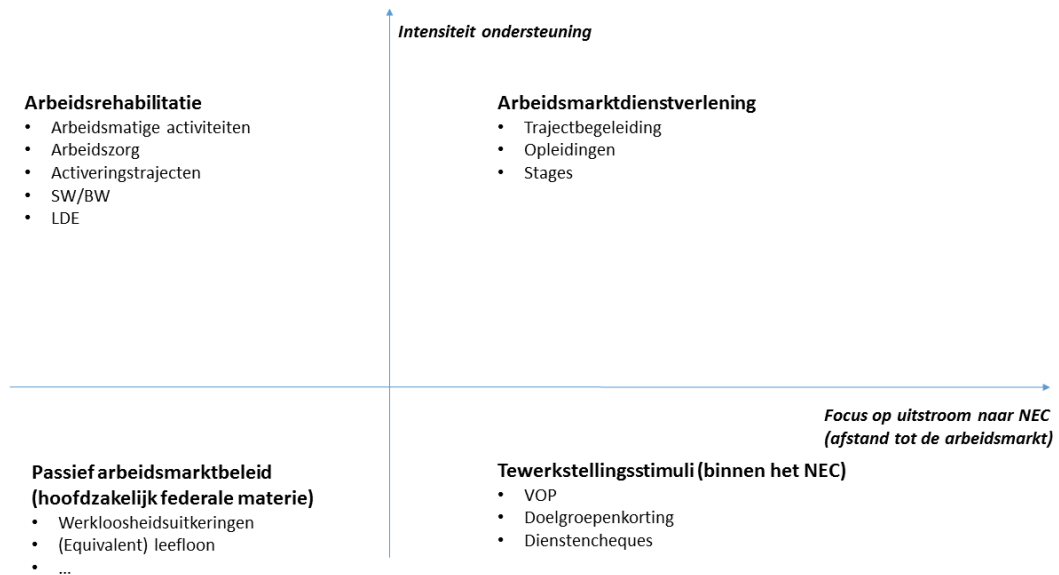 Intensiteit ondersteuning
Arbeidsrehabilitatie
• Arbeidsmatige activiteiten
• Arbeidszorg
• Activeringstrajecten
• SW/BW
• LDE
Arbeidsmarktdienstverlening
• Trajectbegeleiding
• Opleidingen
• Stages
Focus op uitstroom naar NEC
(afstand tot de arbeidsmarkt)
Passief arbeidsmarktbeleid
(hoofdzakelijk federale materie)
• Werkloosheidsuitkeringen
• (Equivalent) leefloon
• ...
Tewerkstellingsstimuli (binnen het NEC)
• VOP
• Doelgroepenkorting
• Dienstencheques